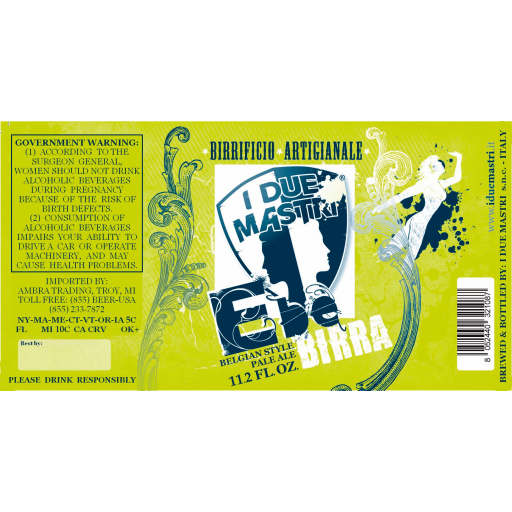 GOVERNMENT WARNING:
(1) ACCORDING TO THE
SURGEON GENERAL,
WOMEN SHOULD NOT DRINK
ALCOHOLIC BEVERAGES
DURING PREGNANCY
BECAUSE OF THE RISK OF
BIRTH DEFECTS.
(2) CONSUMPTION OF
ALCOHOLIC BEVERAGES
IMPAIRS YOUR ABILITY TO
DRIVE A CAR OR OPERATE
MACHINERY, AND MAY
CAUSE HEALTH PROBLEMS.
IMPORTED BY:
AMBRA TRADING, TROY, MI
TOLL FREE: (855) BEER-USA
(855) 233-7872
NY-MA-ME-CT-VT-OR-IA 5C
FL MI 10C CA CRV OK+
Best by:
PLEASE DRINK RESPONSIBLY
BIRRIFICIO ARTIGIANALE
I DUE
MASTRI ®
BIRRA
BELGIAN STYLE
PALE ALE
11.2 FL. OZ.
www.iduemastri.it
8 002440 321087
BREWED & BOTTLED BY: I DUE MASTRI s.n.c. - ITALY